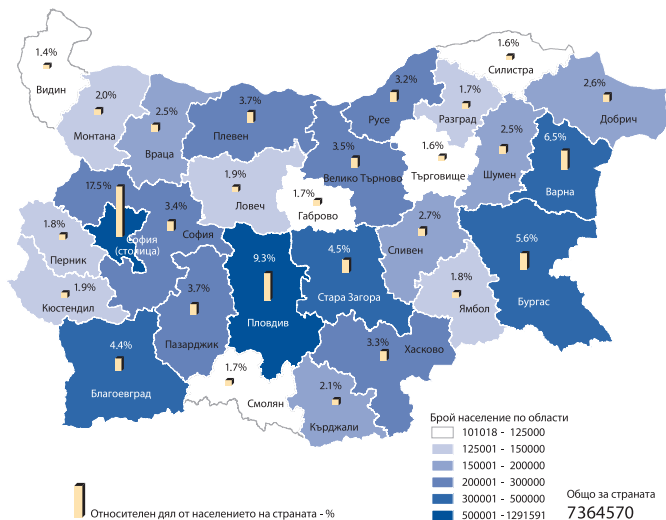 1.4%
Видин
2.0%
Монтана
2.5%
Враца
3.7%
Плевен
3.2%
Русе
1.6%
Силистра
1.7%
Разград
2.6%
Добрич
3.5%
Велико Търново
1.6%
Търговище
2.5%
Шумен
6,5%
Варна
17.5%
София
(столица)
3.4%
София
1.9%
Ловеч
1.7%
Габрово
1.8%
Перник
1.9%
Кюстендил
9.3%
Пловдив
4,5%
Стара Загора
2.7%
Сливен
5.6%
Бургас
1.8%
Ямбол
3.7%
Пазарджик
4.4%
Благоевград
1.7%
Смолян
3.3%
Хасково
2.1%
Кърджали
Брой население по области
101018 - 125000
125001 - 150000
150001 - 200000
200001 - 300000
300001 - 500000
500001 - 1291591
Общо за страната
7364570
Относителен дял от населението на страната - %